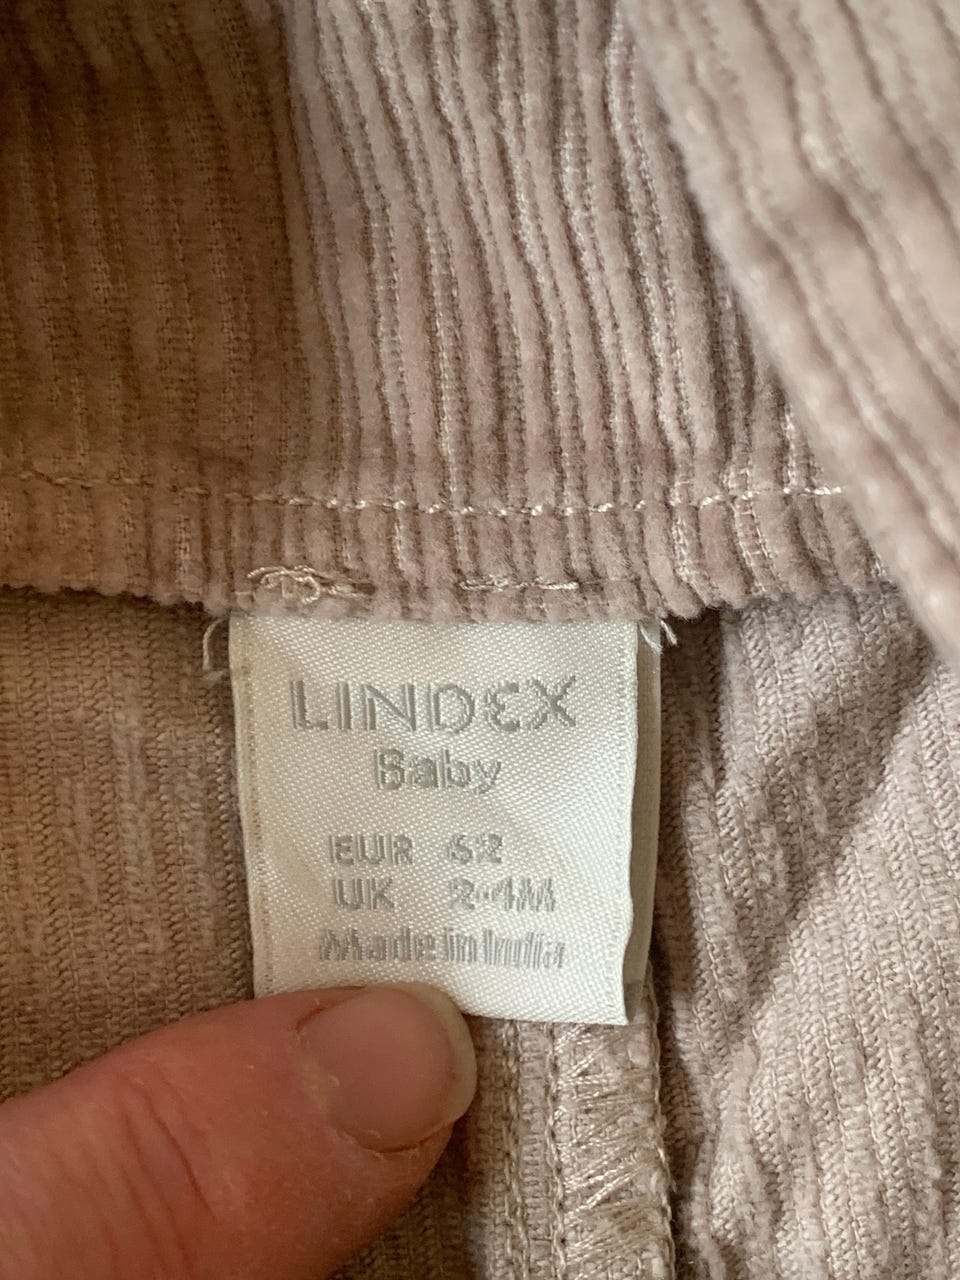 LINDEX
Baby
EUR 62
UK 2-4M
Made in India